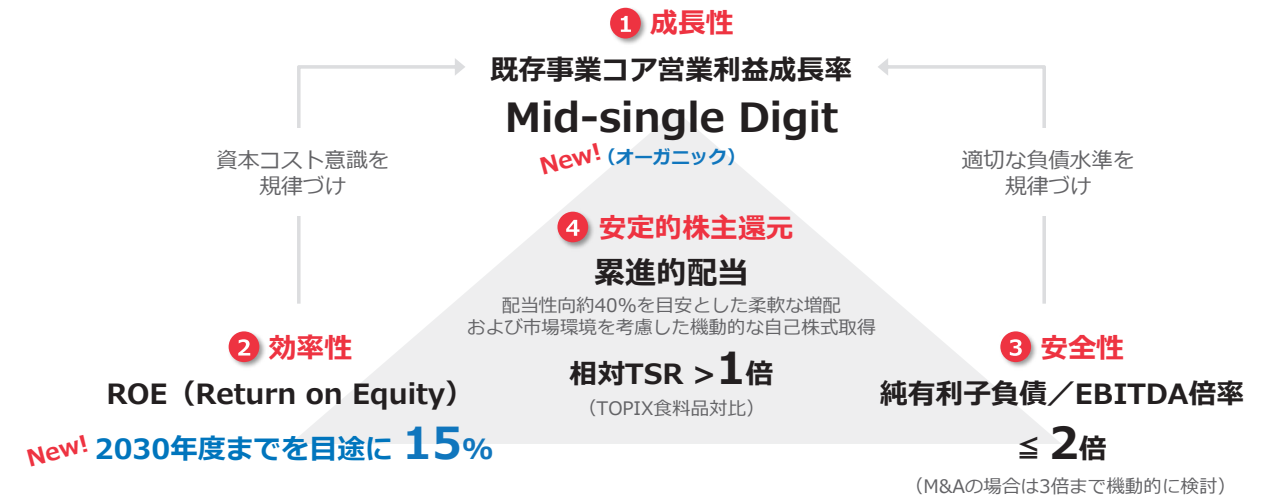 1 成長性
既存事業コア営業利益成長率
Mid-single Digit
New!（オーガニック）
資本コスト意識を
規律づけ
適切な負債水準を
規律づけ
4 安定的株主還元
累進的配当
配当性向約40%を目安とした柔軟な増配
および市場環境を考慮した機動的な自己株式取得
相対TSR >1倍
（TOPIX食料品対比）
2 効率性
ROE（Return on Equity）
New! 2030年度までを目途に 15%
3 安全性
純有利子負債／EBITDA倍率
≦ 2倍
（M&Aの場合は3倍まで機動的に検討）